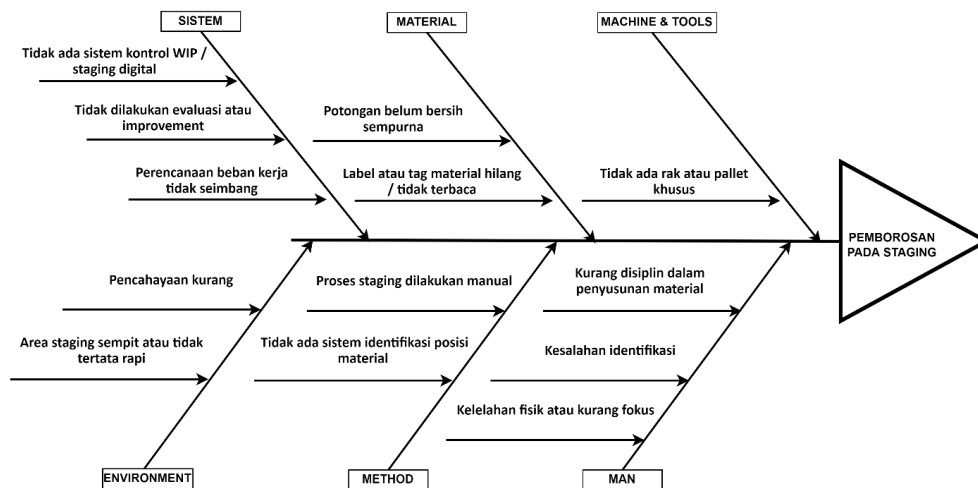 SISTEM
MATERIAL
MACHINE & TOOLS
Tidak ada sistem kontrol WIP /
staging digital
Tidak dilakukan evaluasi atau
improvement
Perencanaan beban kerja
tidak seimbang
Potongan belum bersih
sempurna
Label atau tag material hilang
/ tidak terbaca
Tidak ada rak atau pallet
khusus
PEMBOROSAN
PADA STAGING
Pencahayaan kurang
Area staging sempit atau tidak
tertata rapi
Proses staging dilakukan manual
Tidak ada sistem identifikasi posisi
material
Kurang disiplin dalam
penyusunan material
Kesalahan identifikasi
Kelelahan fisik atau kurang fokus
ENVIRONMENT
METHOD
MAN